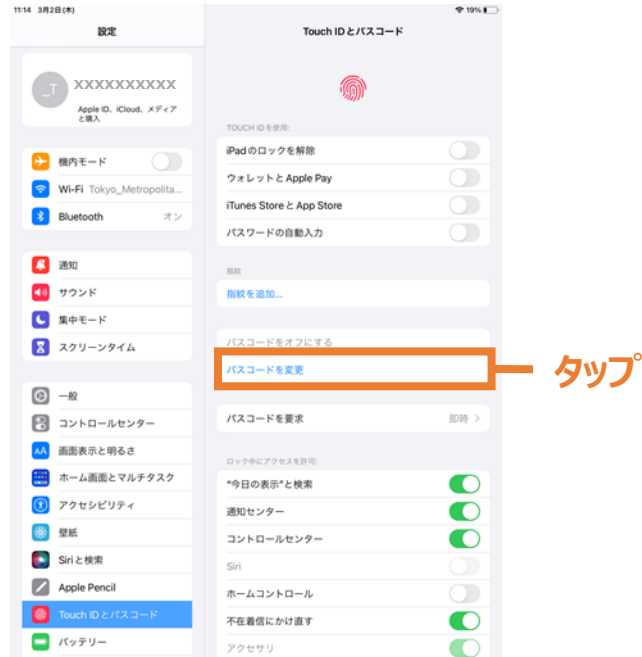 11:14 3月2日(木)
19%
設定
Touch IDとパスコード
_T
XXXXXXXXXX
Apple ID、iCloud、メディア
と購入
機内モード
Wi-Fi Tokyo_Metropolita...
Bluetooth オン
通知
サウンド
集中モード
スクリーンタイム
一般
コントロールセンター
AA 画面表示と明るさ
ホーム画面とマルチタスク
アクセシビリティ
壁紙
Siriと検索
Apple Pencil
Touch IDとパスコード
バッテリー
TOUCH IDを使用:
iPadのロックを解除
ウォレットとApple Pay
iTunes StoreとApp Store
パスワードの自動入力
指紋
指紋を追加...
パスコードをオフにする
パスコードを変更
タップ
パスコードを要求 即時 >
ロック中にアクセスを許可:
“今日の表示”と検索
通知センター
コントロールセンター
Siri
ホームコントロール
不在着信にかけ直す
アクセサリ